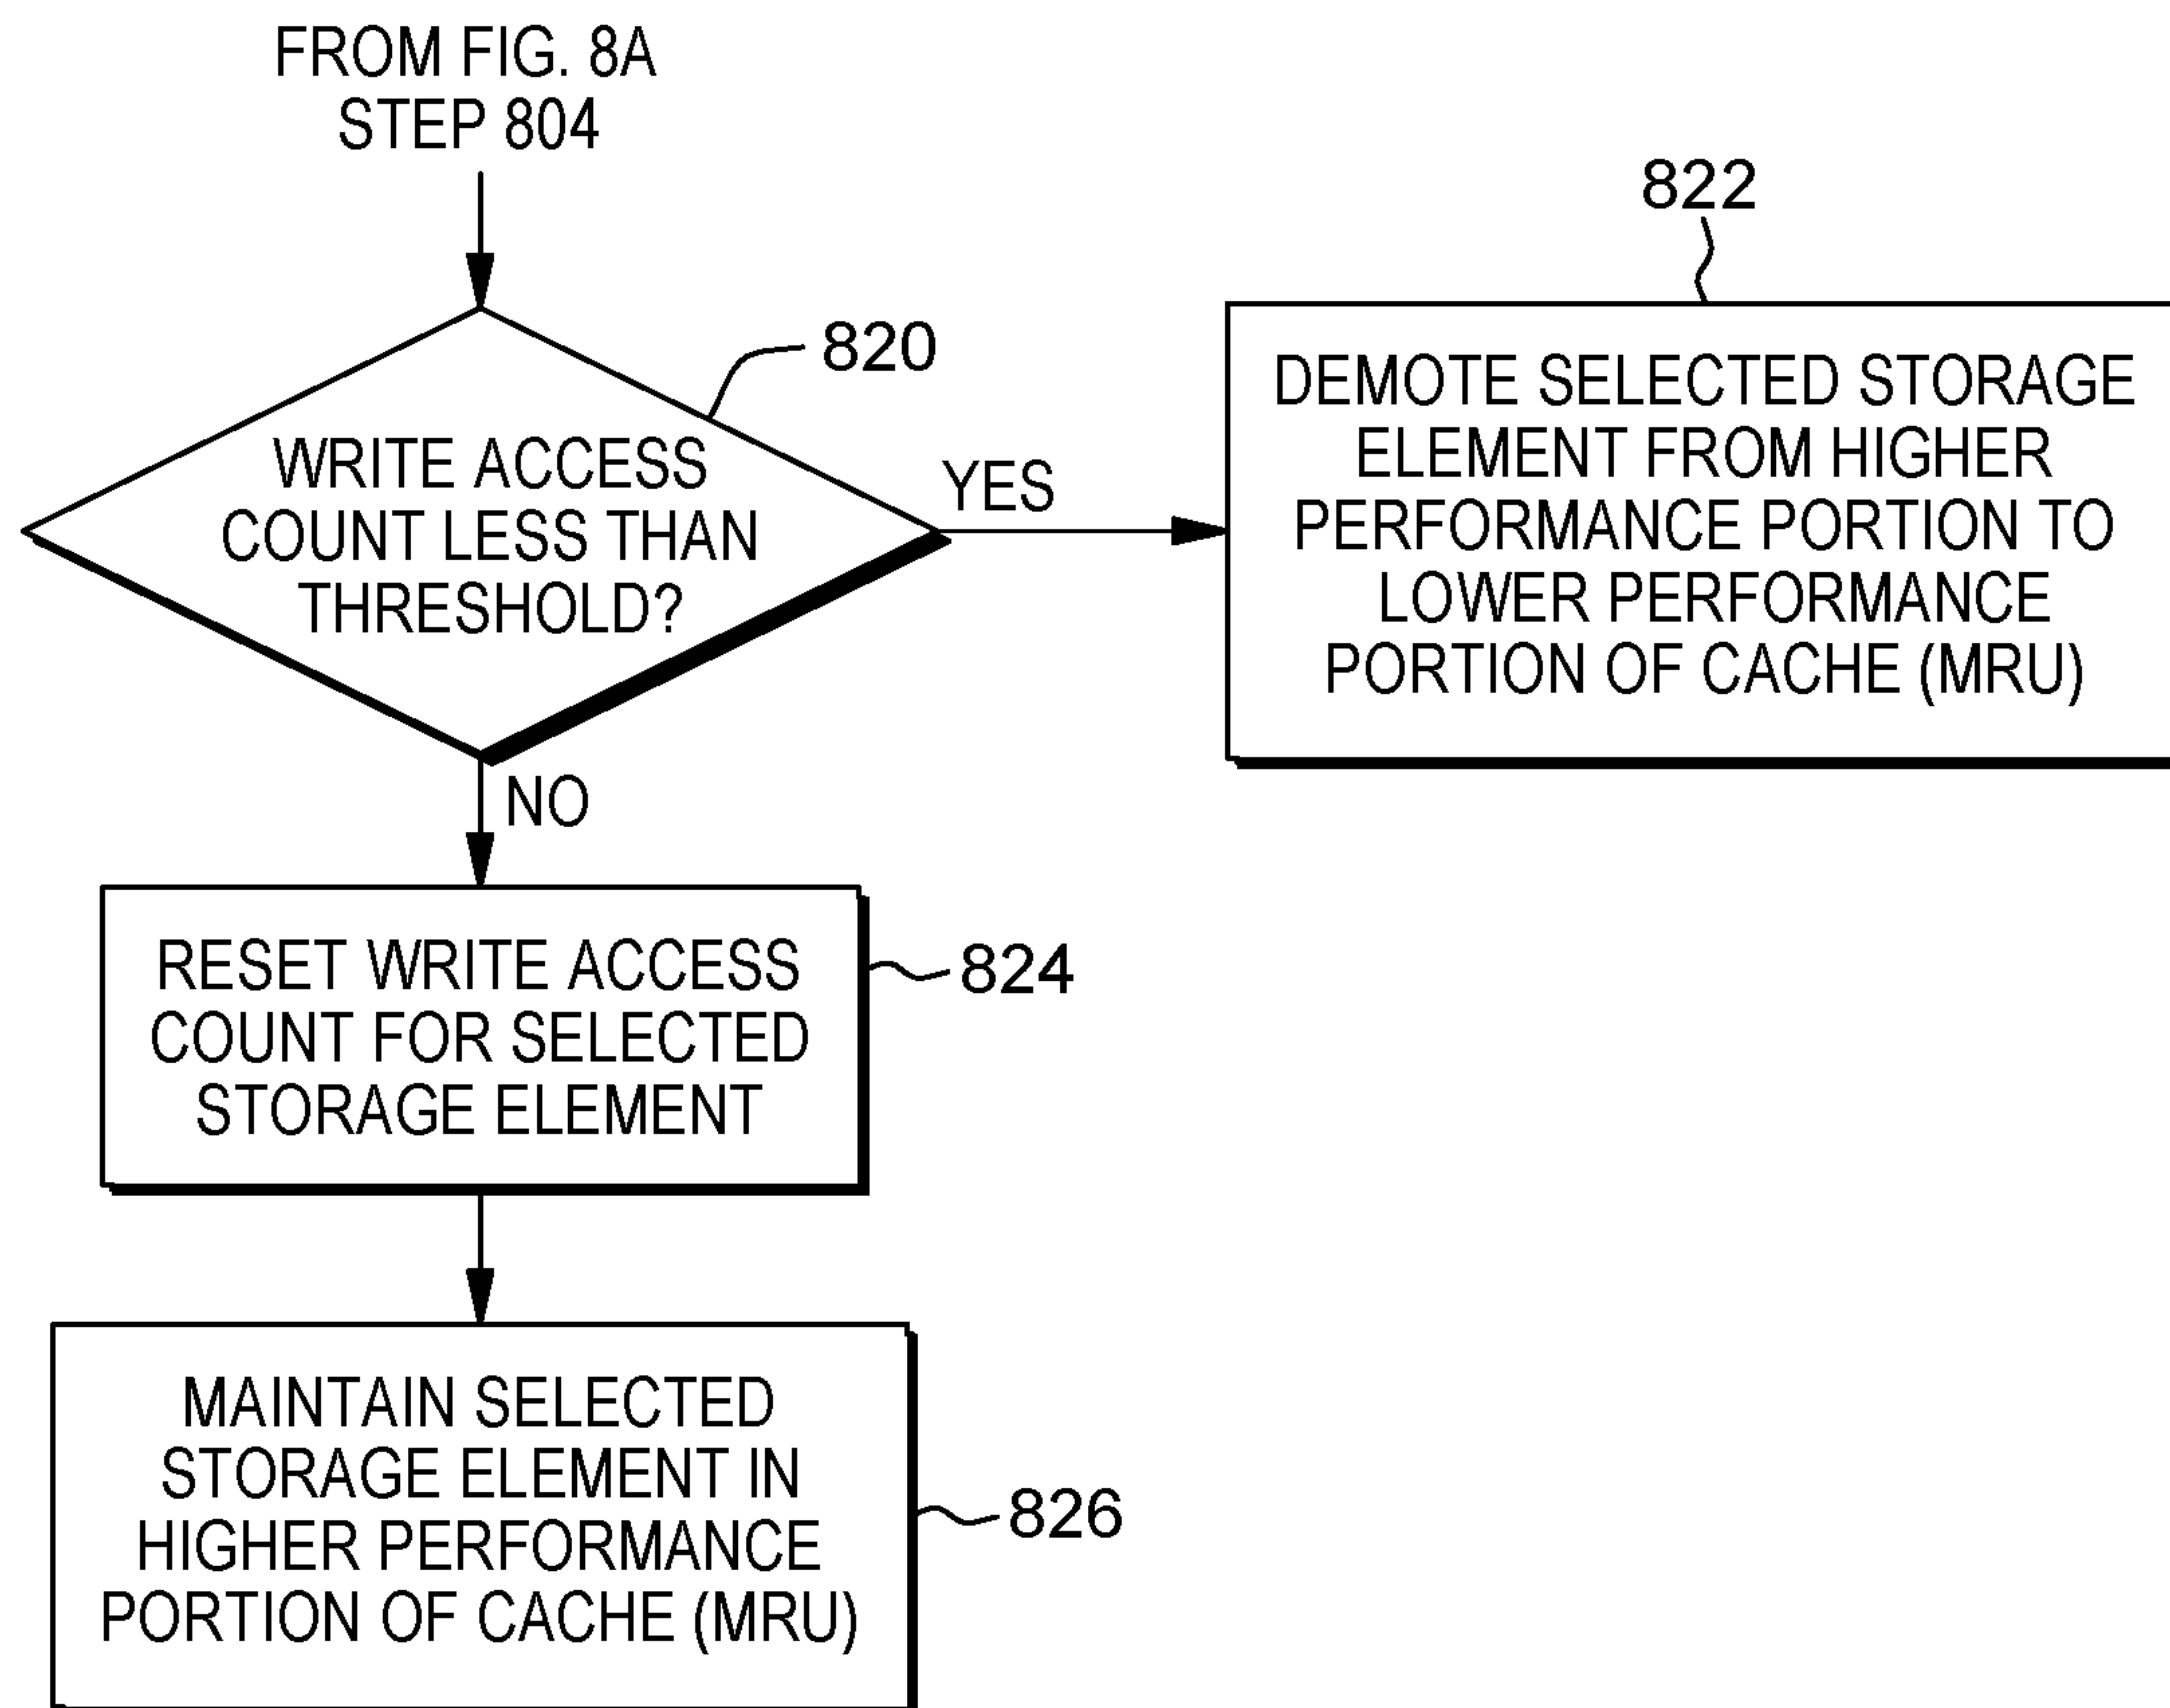 FROM FIG. 8A
STEP 804
820
WRITE ACCESS
COUNT LESS THAN
THRESHOLD?
YES
822
DEMOTE SELECTED STORAGE
ELEMENT FROM HIGHER
PERFORMANCE PORTION TO
LOWER PERFORMANCE
PORTION OF CACHE (MRU)
NO
RESET WRITE ACCESS
COUNT FOR SELECTED
STORAGE ELEMENT
824
MAINTAIN SELECTED
STORAGE ELEMENT IN
HIGHER PERFORMANCE
PORTION OF CACHE (MRU)
826